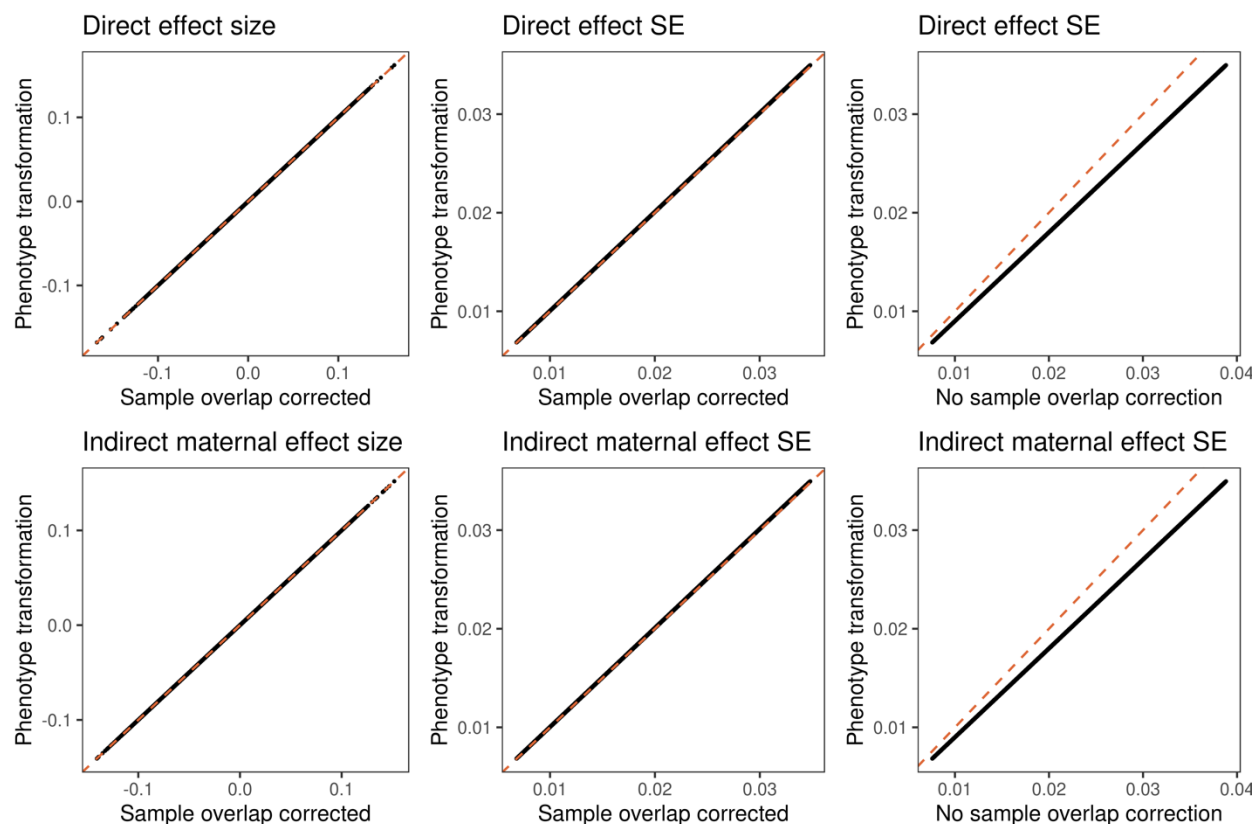 Direct effect size
Direct effect SE
Direct effect SE
Phenotype transformation
0.1
0.0
-0.1
-0.1
0.0
0.1
Sample overlap corrected
Phenotype transformation
0.03
0.02
0.01
0.01
0.02
0.03
Sample overlap corrected
Phenotype transformation
0.03
0.02
0.01
0.01
0.02
0.03
0.04
No sample overlap correction
Indirect maternal effect size
Indirect maternal effect SE
Indirect maternal effect SE
Phenotype transformation
0.1
0.0
-0.1
-0.1
0.0
0.1
Sample overlap corrected
Phenotype transformation
0.03
0.02
0.01
0.01
0.02
0.03
Sample overlap corrected
Phenotype transformation
0.03
0.02
0.01
0.01
0.02
0.03
0.04
No sample overlap correction